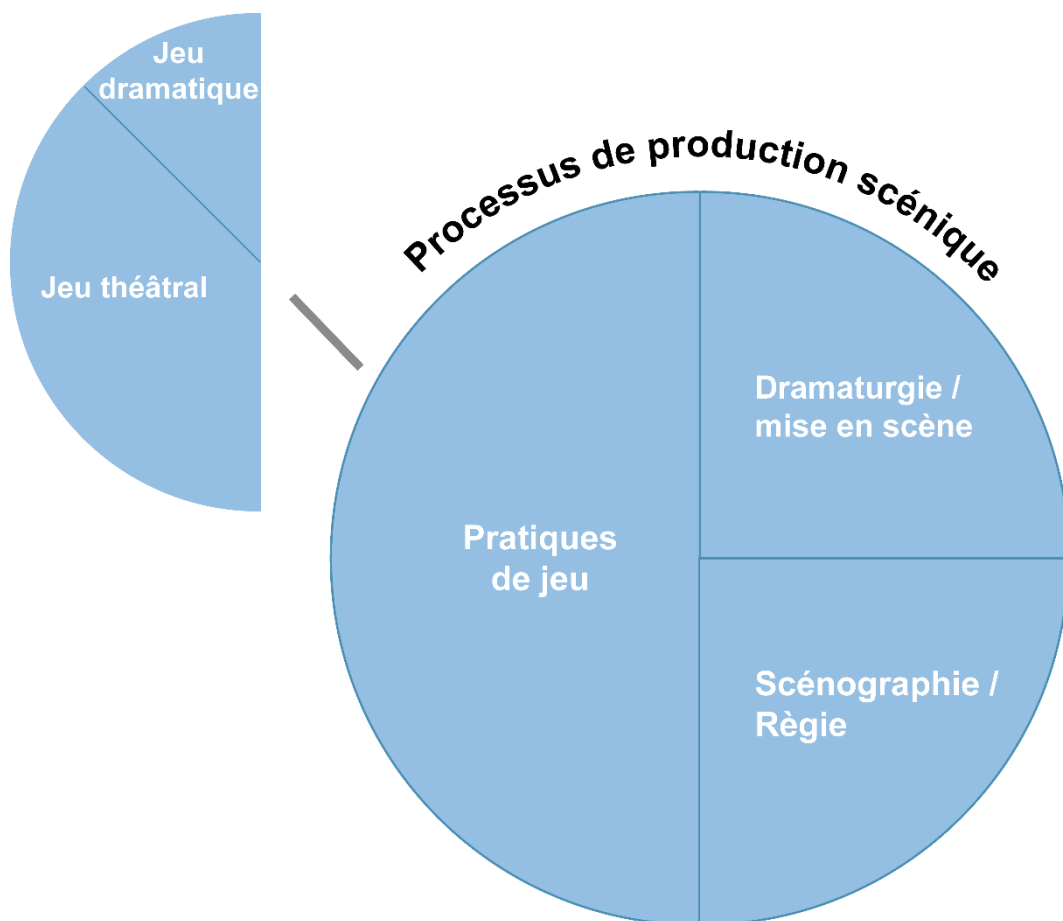 Jeu
dramatique
Jeu théâtral
Processus de production scénique
Dramaturgie /
mise en scène
Pratiques
de jeu
Scénographie /
Règie